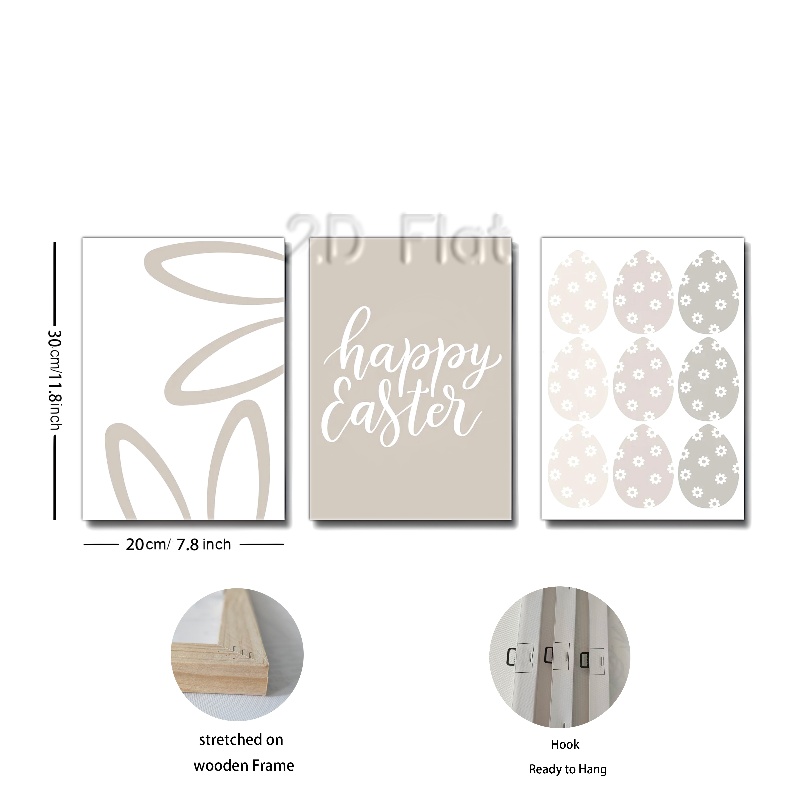 2D Flat
happy
Easter
30cm/11.8inch
20cm/ 7.8 inch
stretched on
wooden Frame
Hook
Ready to Hang